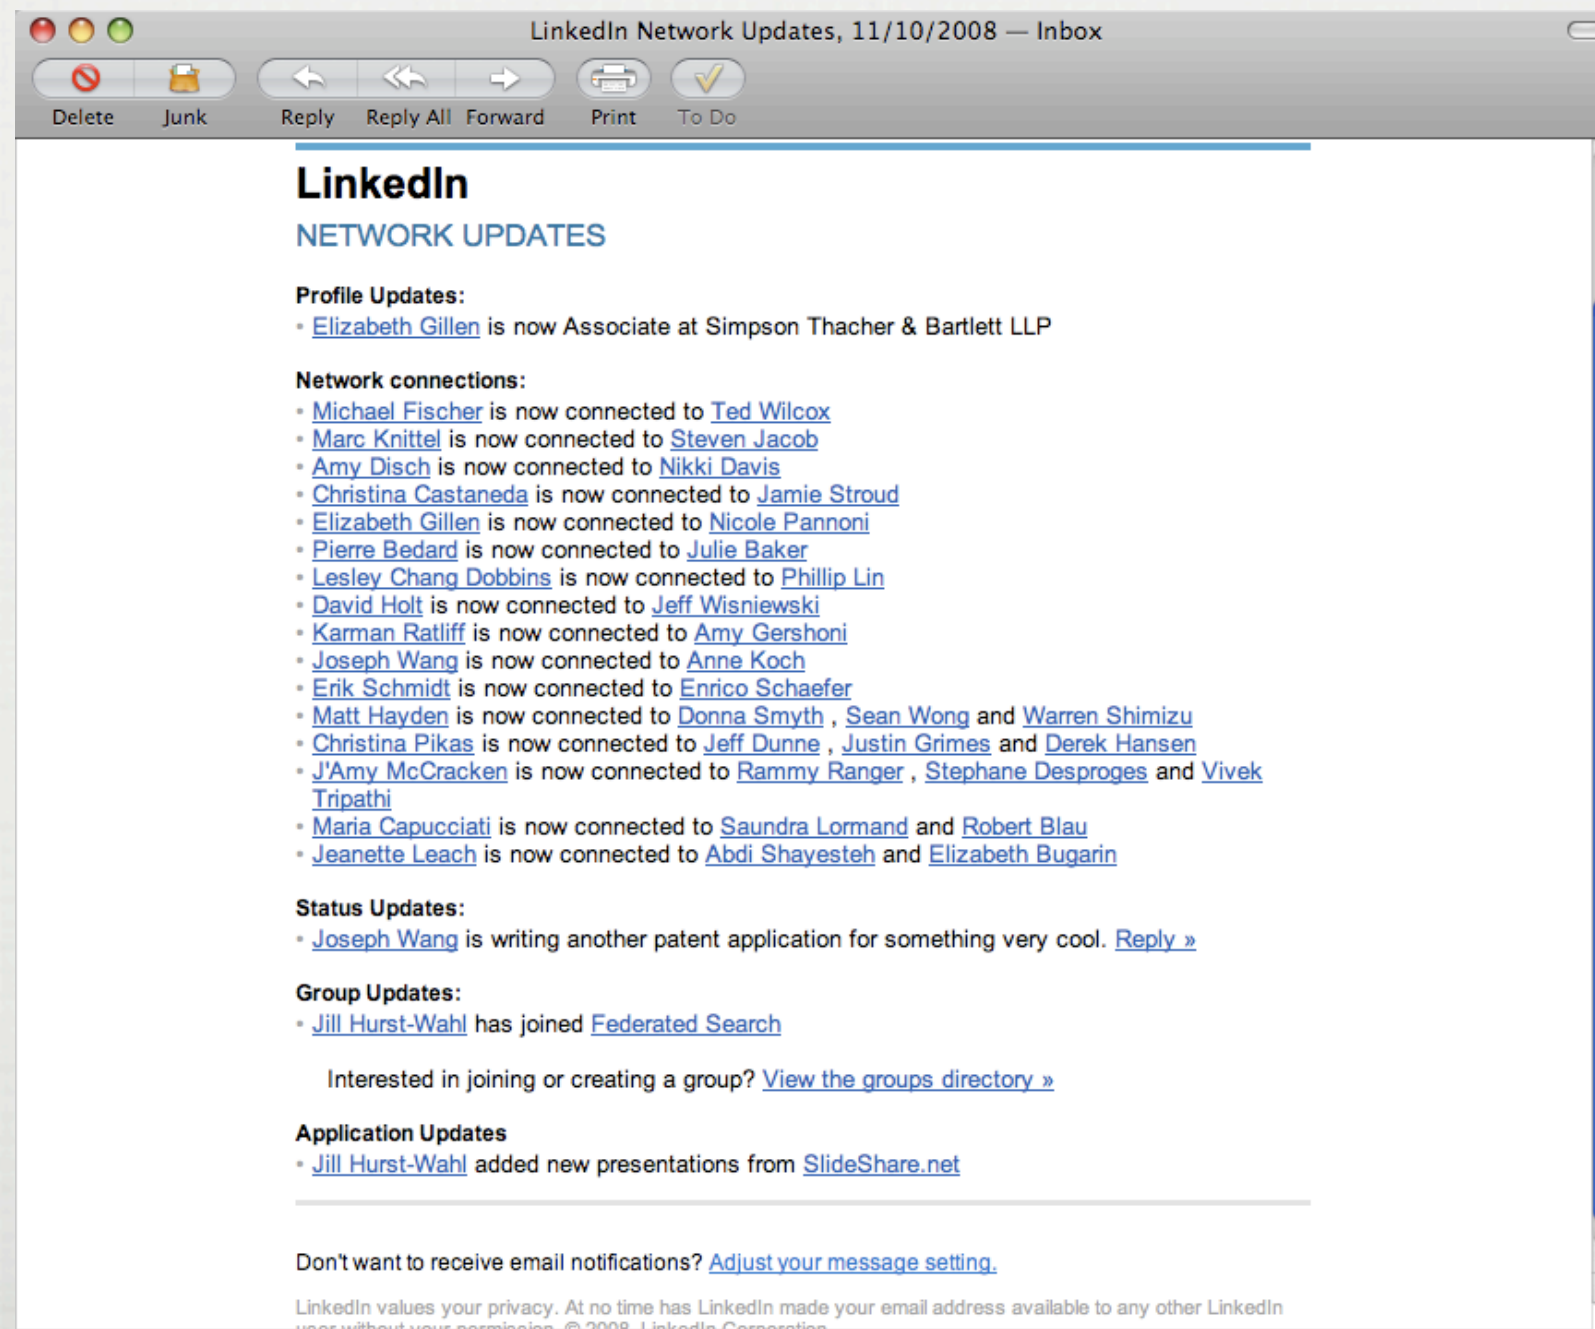 LinkedIn Network Updates, 11/10/2008 — Inbox
Delete Junk Reply Reply All Forward Print To Do
LinkedIn
NETWORK UPDATES
Profile Updates:
• Elizabeth Gillen is now Associate at Simpson Thacher & Bartlett LLP
Network connections:
• Michael Fischer is now connected to Ted Wilcox
• Marc Knittel is now connected to Steven Jacob
• Amy Disch is now connected to Nikki Davis
• Christina Castaneda is now connected to Jamie Stroud
• Elizabeth Gillen is now connected to Nicole Pannoni
• Pierre Bedard is now connected to Julie Baker
• Lesley Chang Dobbins is now connected to Phillip Lin
• David Holt is now connected to Jeff Wisniewski
• Karman Ratliff is now connected to Amy Gershoni
• Joseph Wang is now connected to Anne Koch
• Erik Schmidt is now connected to Enrico Schaefer
• Matt Hayden is now connected to Donna Smyth , Sean Wong and Warren Shimizu
• Christina Pikas is now connected to Jeff Dunne , Justin Grimes and Derek Hansen
• J'Amy McCracken is now connected to Rammy Ranger , Stephane Desproges and Vivek
Tripathi
• Maria Capucciati is now connected to Saundra Lormand and Robert Blau
• Jeanette Leach is now connected to Abdi Shayesteh and Elizabeth Bugarin
Status Updates:
• Joseph Wang is writing another patent application for something very cool. Reply »
Group Updates:
• Jill Hurst-Wahl has joined Federated Search
Interested in joining or creating a group? View the groups directory »
Application Updates
• Jill Hurst-Wahl added new presentations from SlideShare.net
Don't want to receive email notifications? Adjust your message setting.
LinkedIn values your privacy. At no time has LinkedIn made your email address available to any other LinkedIn
user without your permission. © 2008, LinkedIn Corporation.